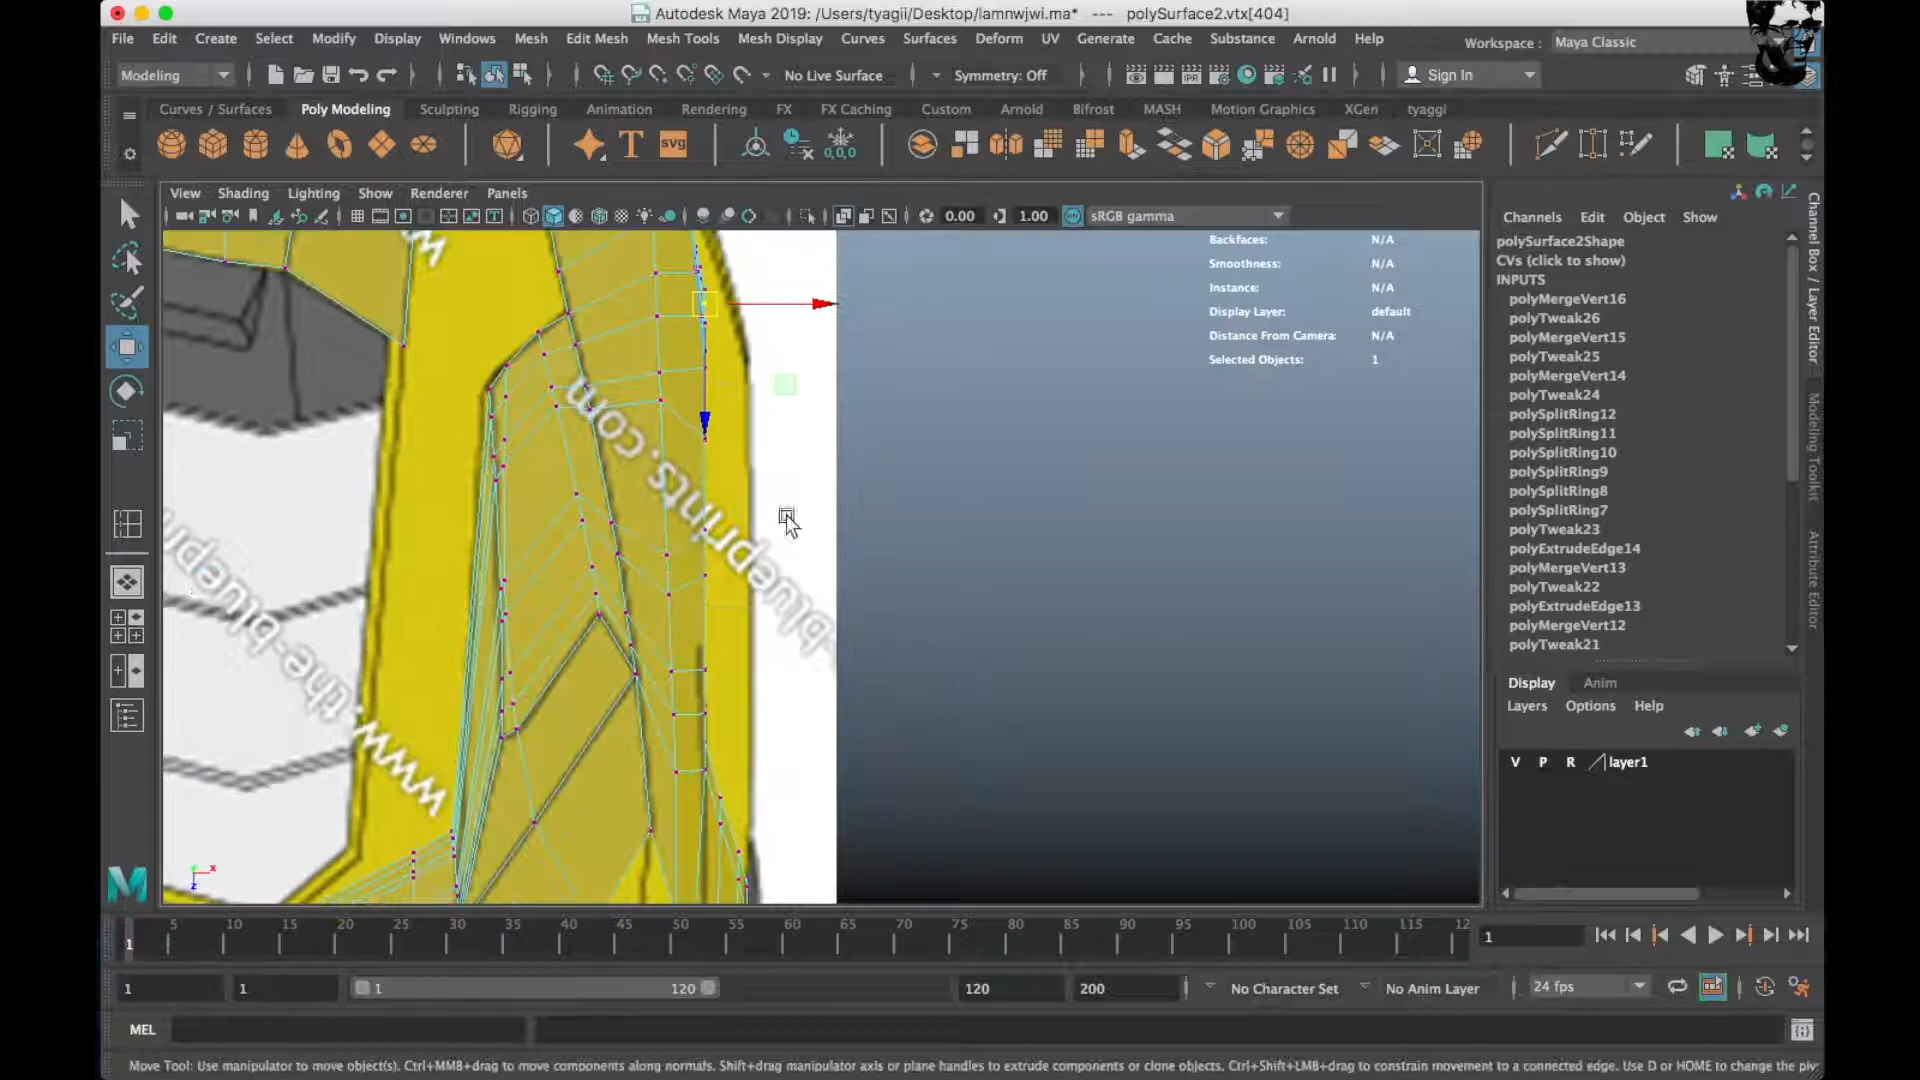 Autodesk Maya 2019: /Users/tyagii/Desktop/lamnwjwi.ma* --- polySurface2.vtx[404]
File Edit Create Select Modify Display Windows Mesh Edit Mesh Mesh Tools Mesh Display Curves Surfaces Deform UV Generate Cache Substance Arnold Help Workspace : Maya Classic
Modeling No Live Surface Symmetry: Off IPR Sign In
Curves / Surfaces Poly Modeling Sculpting Rigging Animation Rendering FX FX Caching Custom Arnold Bifrost MASH Motion Graphics XGen tyaggi
T svg 0,0,0
View Shading Lighting Show Renderer Panels
0.00 1.00 sRGB gamma
Channels Edit Object Show
Backfaces: N/A
Smoothness: N/A
Instance: N/A
Display Layer: default
Distance From Camera: N/A
Selected Objects: 1
polySurface2Shape
CVs (click to show)
INPUTS
polyMergeVert16
polyTweak26
polyMergeVert15
polyTweak25
polyMergeVert14
polyTweak24
polySplitRing12
polySplitRing11
polySplitRing10
polySplitRing9
polySplitRing8
polySplitRing7
polyTweak23
polyExtrudeEdge14
polyMergeVert13
polyTweak22
polyExtrudeEdge13
polyMergeVert12
polyTweak21
Channel Box / Layer Editor
Modeling Toolkit
Attribute Editor
www.the-blueprin
-blueprints.com
w
x
z
Display Anim
Layers Options Help
V P R layer1
5 10 15 20 25 30 35 40 45 50 55 60 65 70 75 80 85 90 95 100 105 110 115 12
1 1
1 1 1 120 120 200 No Character Set No Anim Layer 24 fps
MEL
Move Tool: Use manipulator to move object(s). Ctrl+MMB+drag to move components along normals. Shift+drag manipulator axis or plane handles to extrude components or clone objects. Ctrl+Shift+LMB+drag to constrain movement to a connected edge. Use D or HOME to change the piv